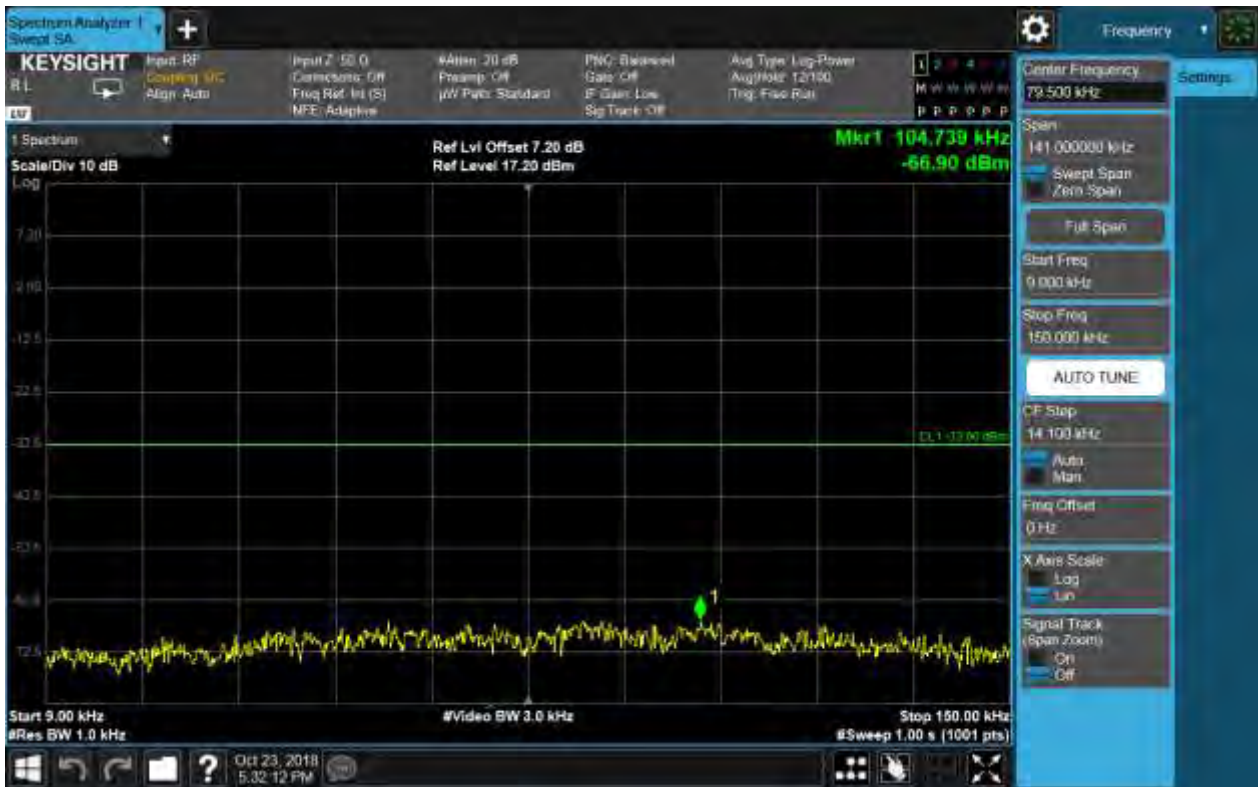 Spectrum Analyzer 1
Swept SA
+
Frequency
KEYSIGHT
Input: RF
Coupling: DC
Align: Auto
Input Z: 50 Ω
Corrections: Off
Freq Ref: Int (S)
NFE: Adaptive
#Atten: 20 dB
Preamp: Off
µW Path: Standard
PNO: Balanced
Gate: Off
IF Gain: Low
Sig Track: Off
Avg Type: Log-Power
Avg|Hold: 12/100
Trig: Free Run
M W W W W W
P P P P P P
Center Frequency
79.500 kHz
Settings
1 Spectrum
Scale/Div 10 dB
Log
Ref Lvl Offset 7.20 dB
Ref Level 17.20 dBm
Mkr1 104.739 kHz
-66.90 dBm
Span
141.000000 kHz
Swept Span
Zero Span
Full Span
Start Freq
9.000 kHz
Stop Freq
150.000 kHz
AUTO TUNE
CF Step
14.100 kHz
Auto
Man
Freq Offset
0 Hz
X Axis Scale
Log
Lin
Signal Track
(Span Zoom)
On
Off
7.20
-12.8
-22.8
-32.8
1
Start 9.00 kHz
#Res BW 1.0 kHz
#Video BW 3.0 kHz
Stop 150.00 kHz
#Sweep 1.00 s (1001 pts)
?
Oct 23, 2018
5:32:12 PM